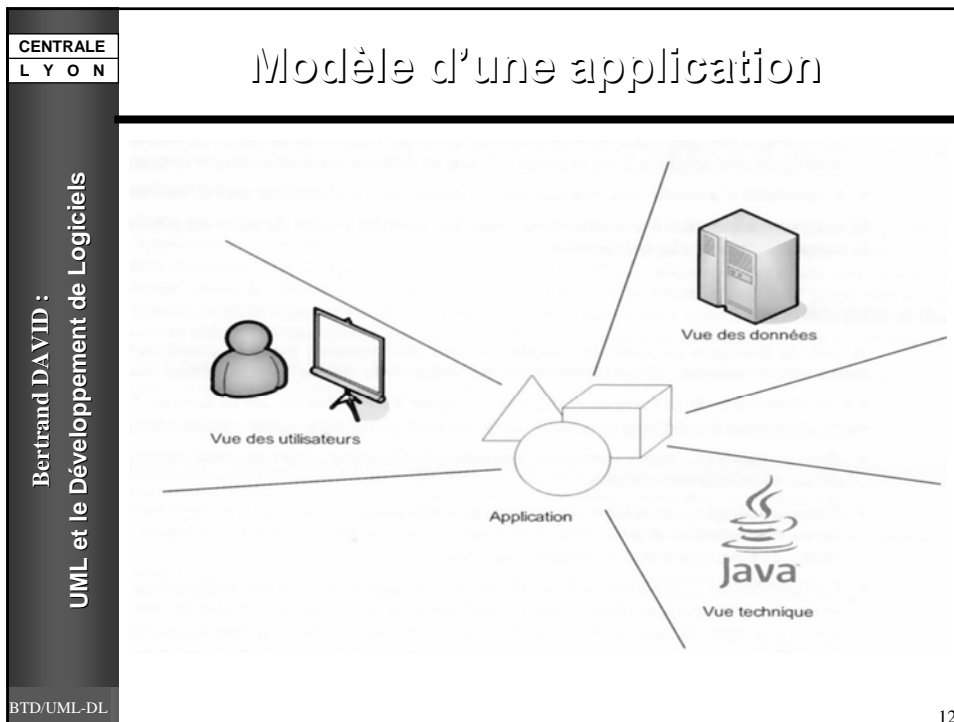 CENTRALE
L Y O N
Modèle d'une application
Bertrand DAVID :
UML et le Développement de Logiciels
Vue des données
Vue des utilisateurs
Application
Java
Vue technique
BTD/UML-DL
12